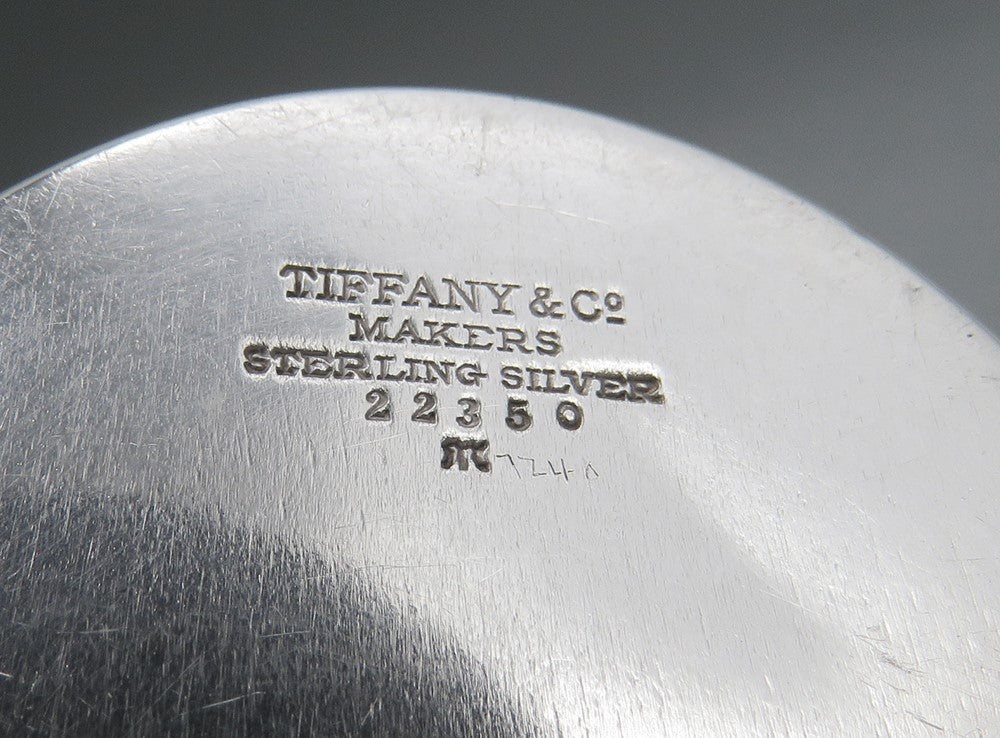 TIFFANY & Cº
MAKERS
STERLING SILVER
22350
M